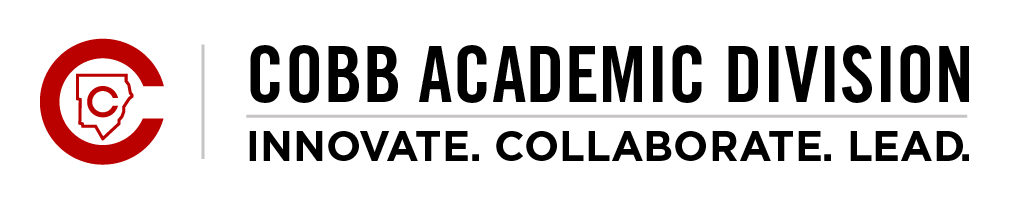 C
COBB ACADEMIC DIVISION
INNOVATE. COLLABORATE. LEAD.